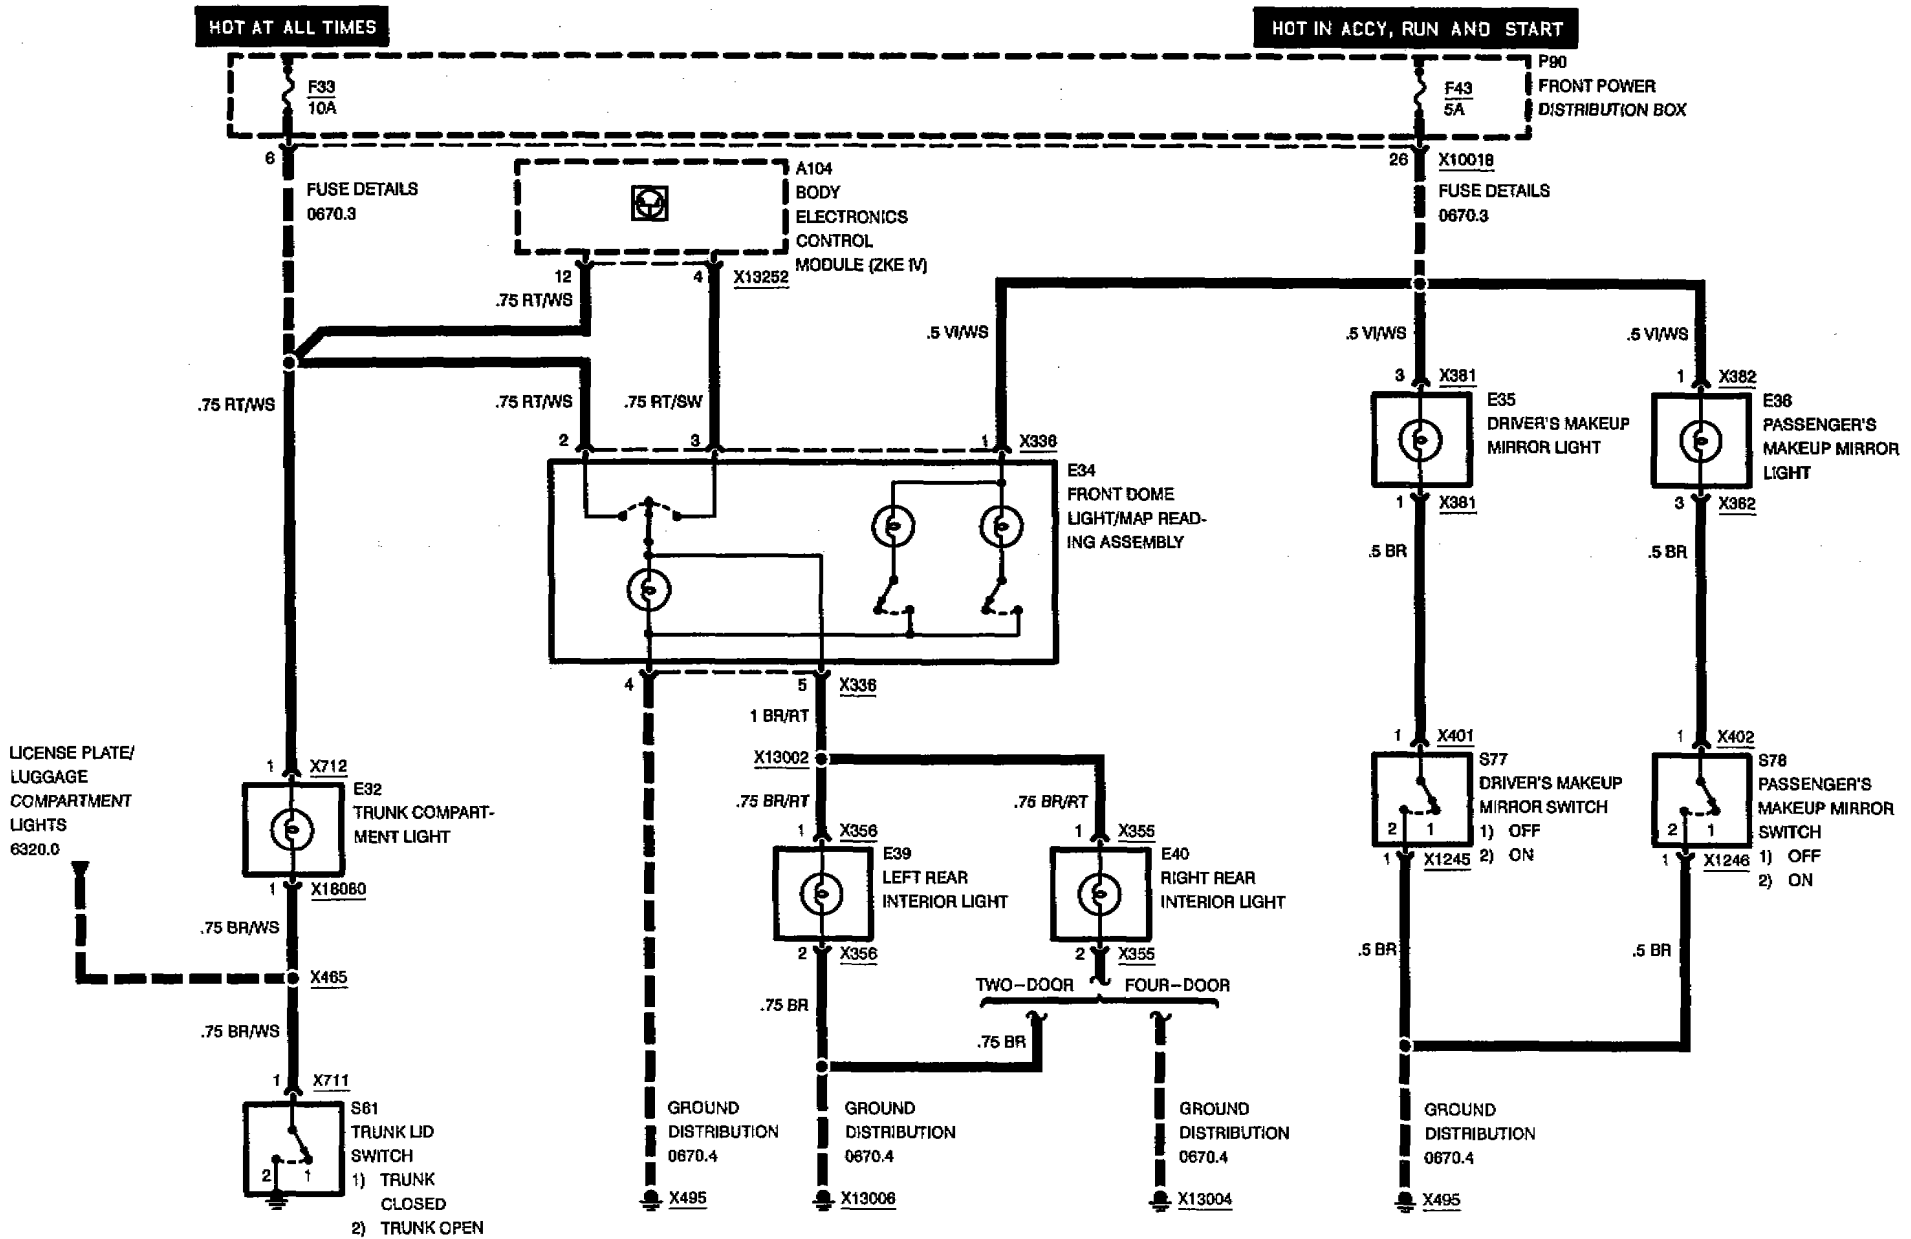 HOT AT ALL TIMES
HOT IN ACCY, RUN AND START
F33
10A
F43
5A
P90
FRONT POWER
DISTRIBUTION BOX
6
26
X10018
FUSE DETAILS
0670.3
FUSE DETAILS
0670.3
A104
BODY
ELECTRONICS
CONTROL
MODULE (ZKE IV)
12
4
X13252
.75 RT/WS
.5 VI/WS
.5 VI/WS
.5 VI/WS
.75 RT/WS
.75 RT/WS
.75 RT/SW
3
X381
1
X382
2
3
1
X336
E35
DRIVER'S MAKEUP
MIRROR LIGHT
E36
PASSENGER'S
MAKEUP MIRROR
LIGHT
E34
FRONT DOME
LIGHT/MAP READ-
ING ASSEMBLY
1
X381
3
X382
.5 BR
.5 BR
4
5
X336
1 BR/RT
X13002
.75 BR/RT
.75 BR/RT
LICENSE PLATE/
LUGGAGE
COMPARTMENT
LIGHTS
6320.0
1
X712
E32
TRUNK COMPART-
MENT LIGHT
1
X18080
1
X401
S77
DRIVER'S MAKEUP
MIRROR SWITCH
1) OFF
2) ON
2
1
1
X1245
1
X402
S78
PASSENGER'S
MAKEUP MIRROR
SWITCH
1) OFF
2) ON
2
1
1
X1246
1
X356
E39
LEFT REAR
INTERIOR LIGHT
2
X356
1
X355
E40
RIGHT REAR
INTERIOR LIGHT
2
X355
.75 BR/WS
X465
.75 BR/WS
TWO-DOOR
FOUR-DOOR
.75 BR
.75 BR
.5 BR
.5 BR
1
X711
S61
TRUNK LID
SWITCH
1) TRUNK
CLOSED
2) TRUNK OPEN
2
1
GROUND
DISTRIBUTION
0670.4
X495
GROUND
DISTRIBUTION
0670.4
X13006
GROUND
DISTRIBUTION
0670.4
X13004
GROUND
DISTRIBUTION
0670.4
X495